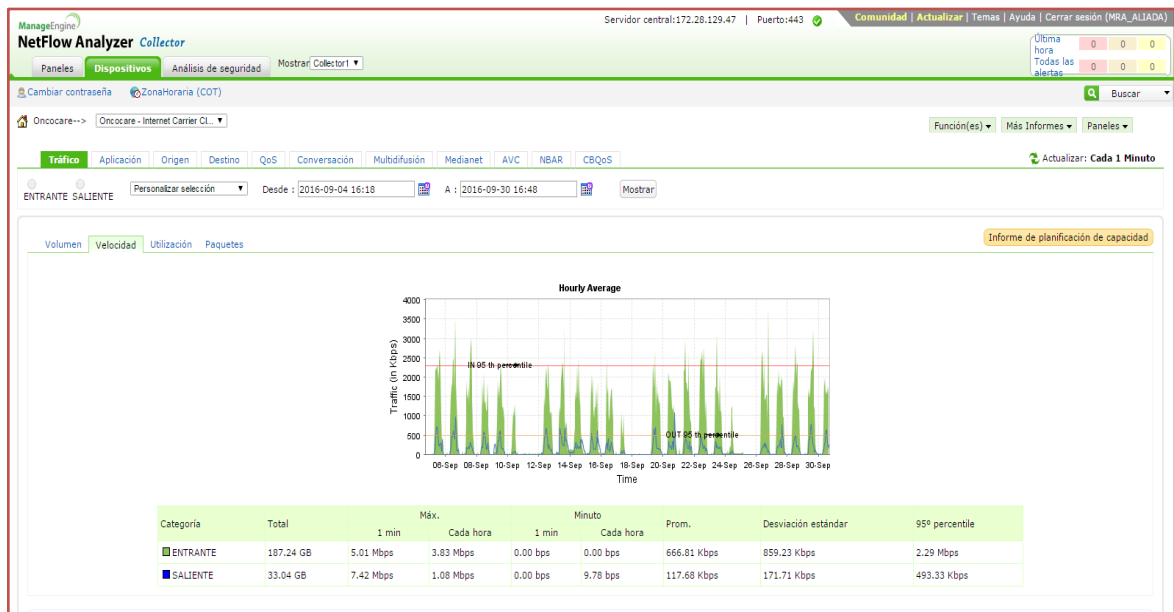 ManageEngine
NetFlow Analyzer Collector
Servidor central:172.28.129.47 | Puerto:443
Comunidad | Actualizar | Temas | Ayuda | Cerrar sesión (MRA_ALIADA)
Última hora 0 0 0
Todas las alertas 0 0 0
Paneles Dispositivos Análisis de seguridad Mostrar Collector1
Cambiar contraseña ZonaHoraria (COT) Buscar
Oncocare--> Oncocare - Internet Carrier Cl... Función(es) Más Informes Paneles
Tráfico Aplicación Origen Destino QoS Conversación Multidifusión Medianet AVC NBAR CBQoS Actualizar: Cada 1 Minuto
ENTRANTE SALIENTE Personalizar selección Desde : 2016-09-04 16:18 A : 2016-09-30 16:48 Mostrar
Volumen Velocidad Utilización Paquetes Informe de planificación de capacidad
Hourly Average
Traffic (in Kbps)
4000
3500
3000
2500
2000
1500
1000
500
0
IN 95 th percentile
OUT 95 th percentile
06-Sep 08-Sep 10-Sep 12-Sep 14-Sep 16-Sep 18-Sep 20-Sep 22-Sep 24-Sep 26-Sep 28-Sep 30-Sep
Time
Categoría Total Máx. Minuto Prom. Desviación estándar 95º percentile
1 min Cada hora 1 min Cada hora
ENTRANTE 187.24 GB 5.01 Mbps 3.83 Mbps 0.00 bps 0.00 bps 666.81 Kbps 859.23 Kbps 2.29 Mbps
SALIENTE 33.04 GB 7.42 Mbps 1.08 Mbps 0.00 bps 9.78 bps 117.68 Kbps 171.71 Kbps 493.33 Kbps